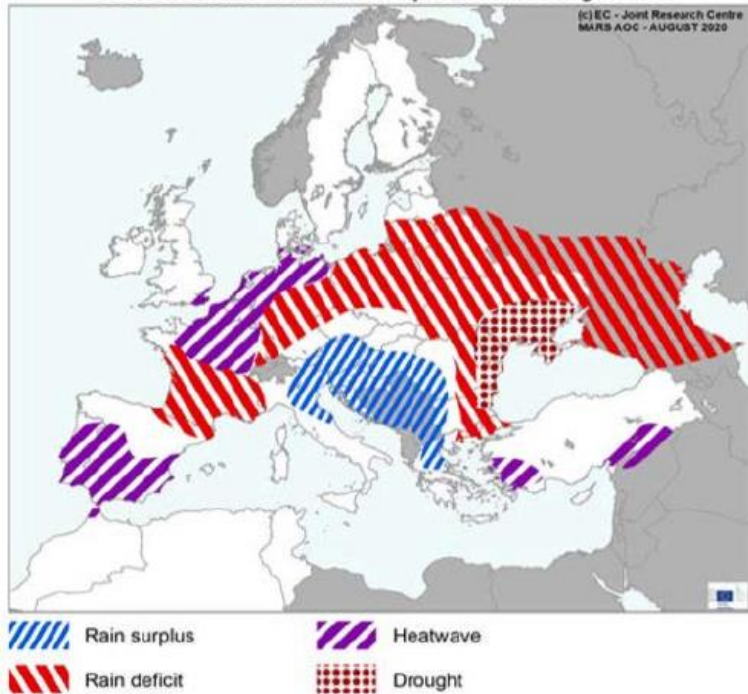 (c) EC - Joint Research Centre
MARS AOC - AUGUST 2020
Rain surplus
Heatwave
Rain deficit
Drought